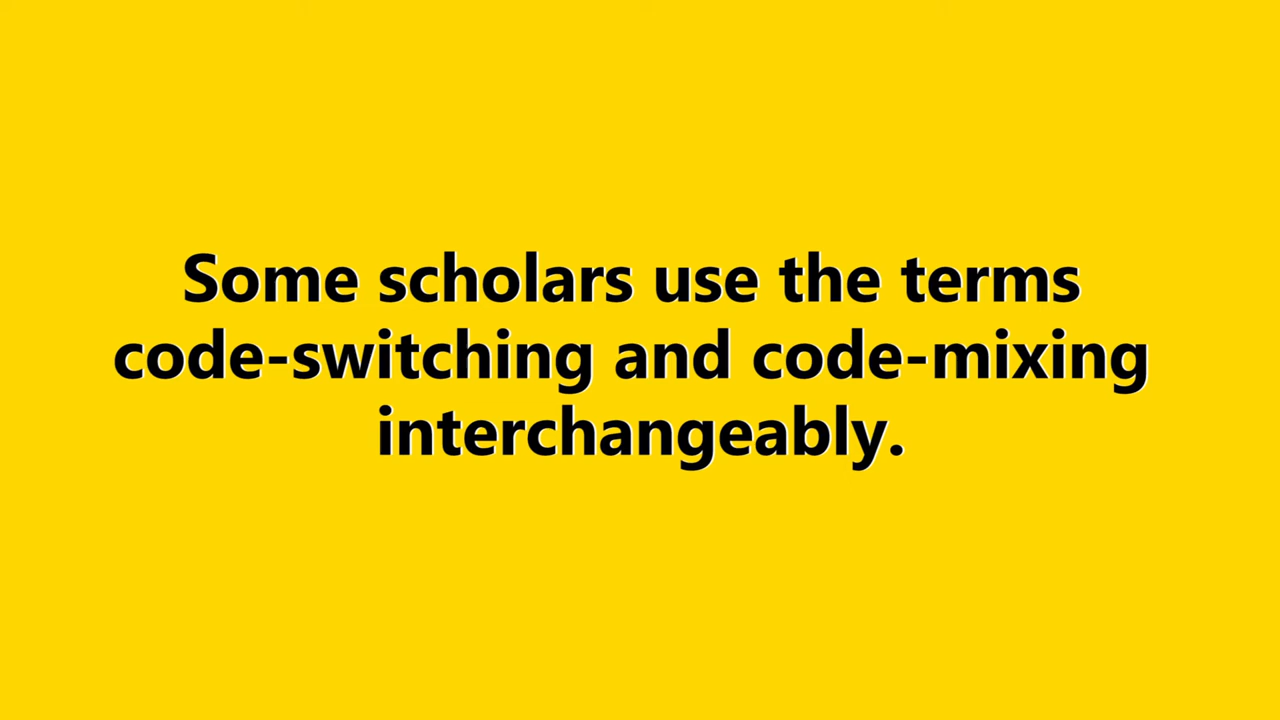 Some scholars use the terms
code-switching and code-mixing
interchangeably.